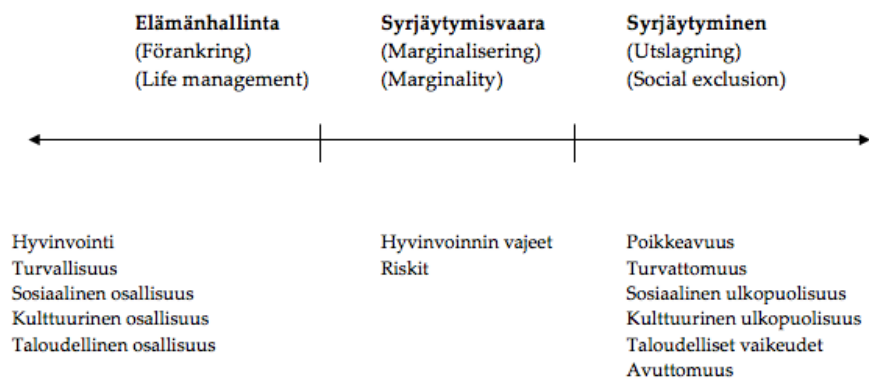 Elämänhallinta
(Förankring)
(Life management)
Syrjäytymisvaara
(Marginalisering)
(Marginality)
Syrjäytyminen
(Utslagning)
(Social exclusion)
Hyvinvointi
Turvallisuus
Sosiaalinen osallisuus
Kulttuurinen osallisuus
Taloudellinen osallisuus
Hyvinvoinnin vajeet
Riskit
Poikkeavuus
Turvattomuus
Sosiaalinen ulkopuolisuus
Kulttuurinen ulkopuolisuus
Taloudelliset vaikeudet
Avuttomuus